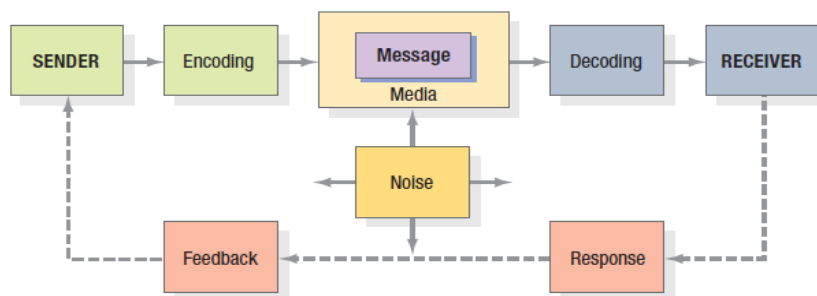 SENDER
Encoding
Message
Media
Decoding
RECEIVER
Noise
Feedback
Response